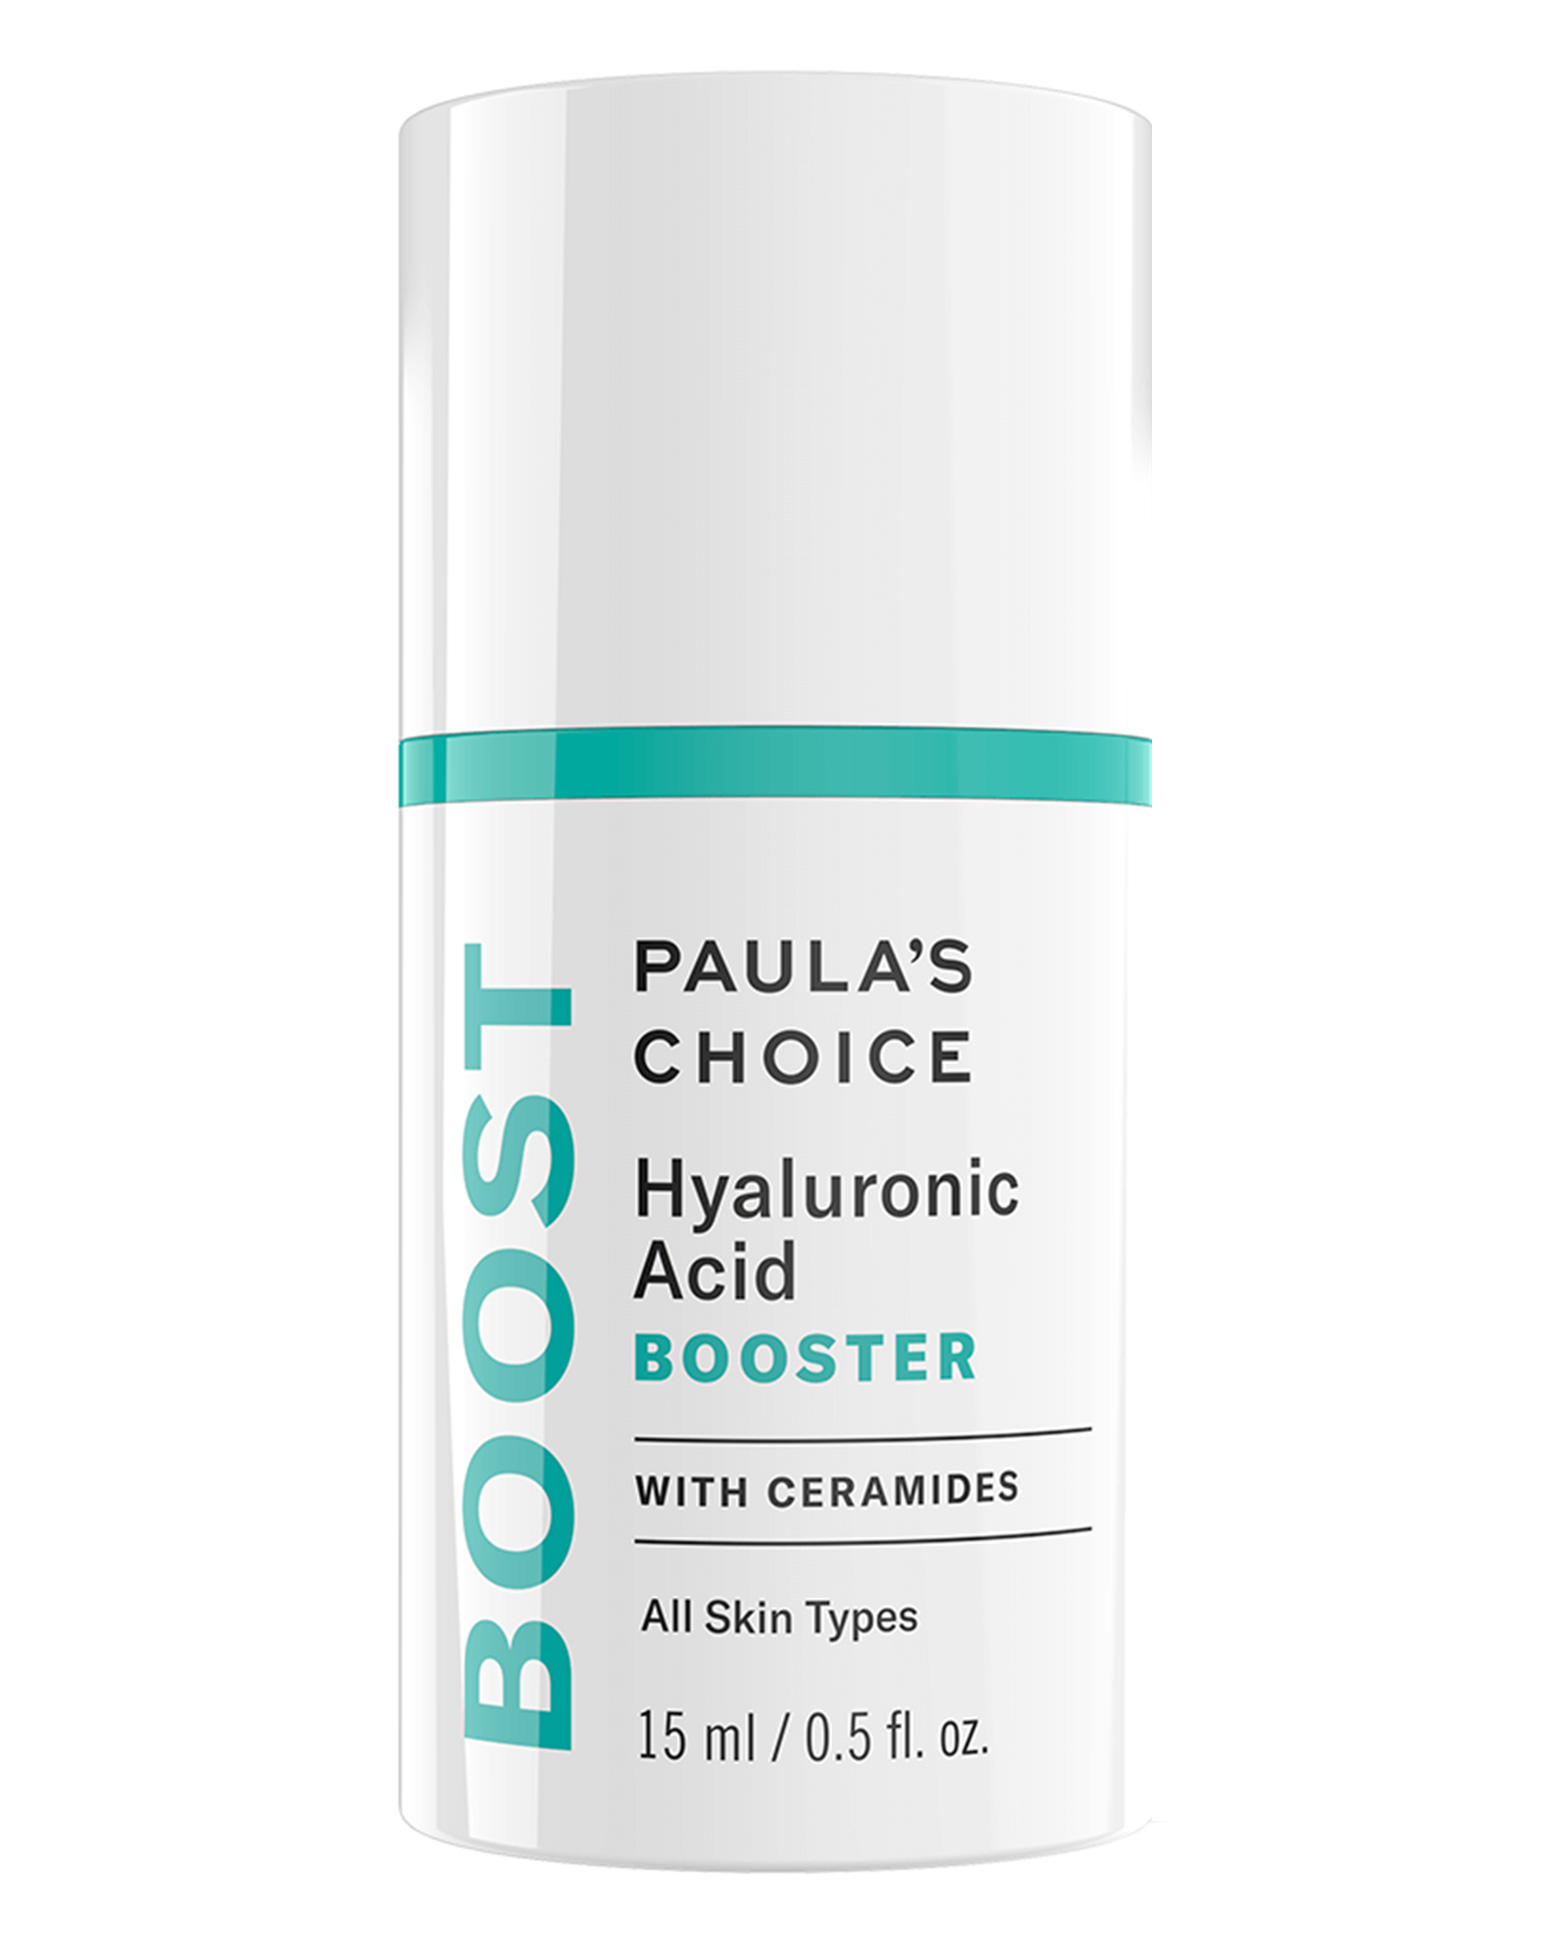 BOOST
PAULA'S
CHOICE
Hyaluronic
Acid
BOOSTER
WITH CERAMIDES
All Skin Types
15 ml / 0.5 fl. oz.